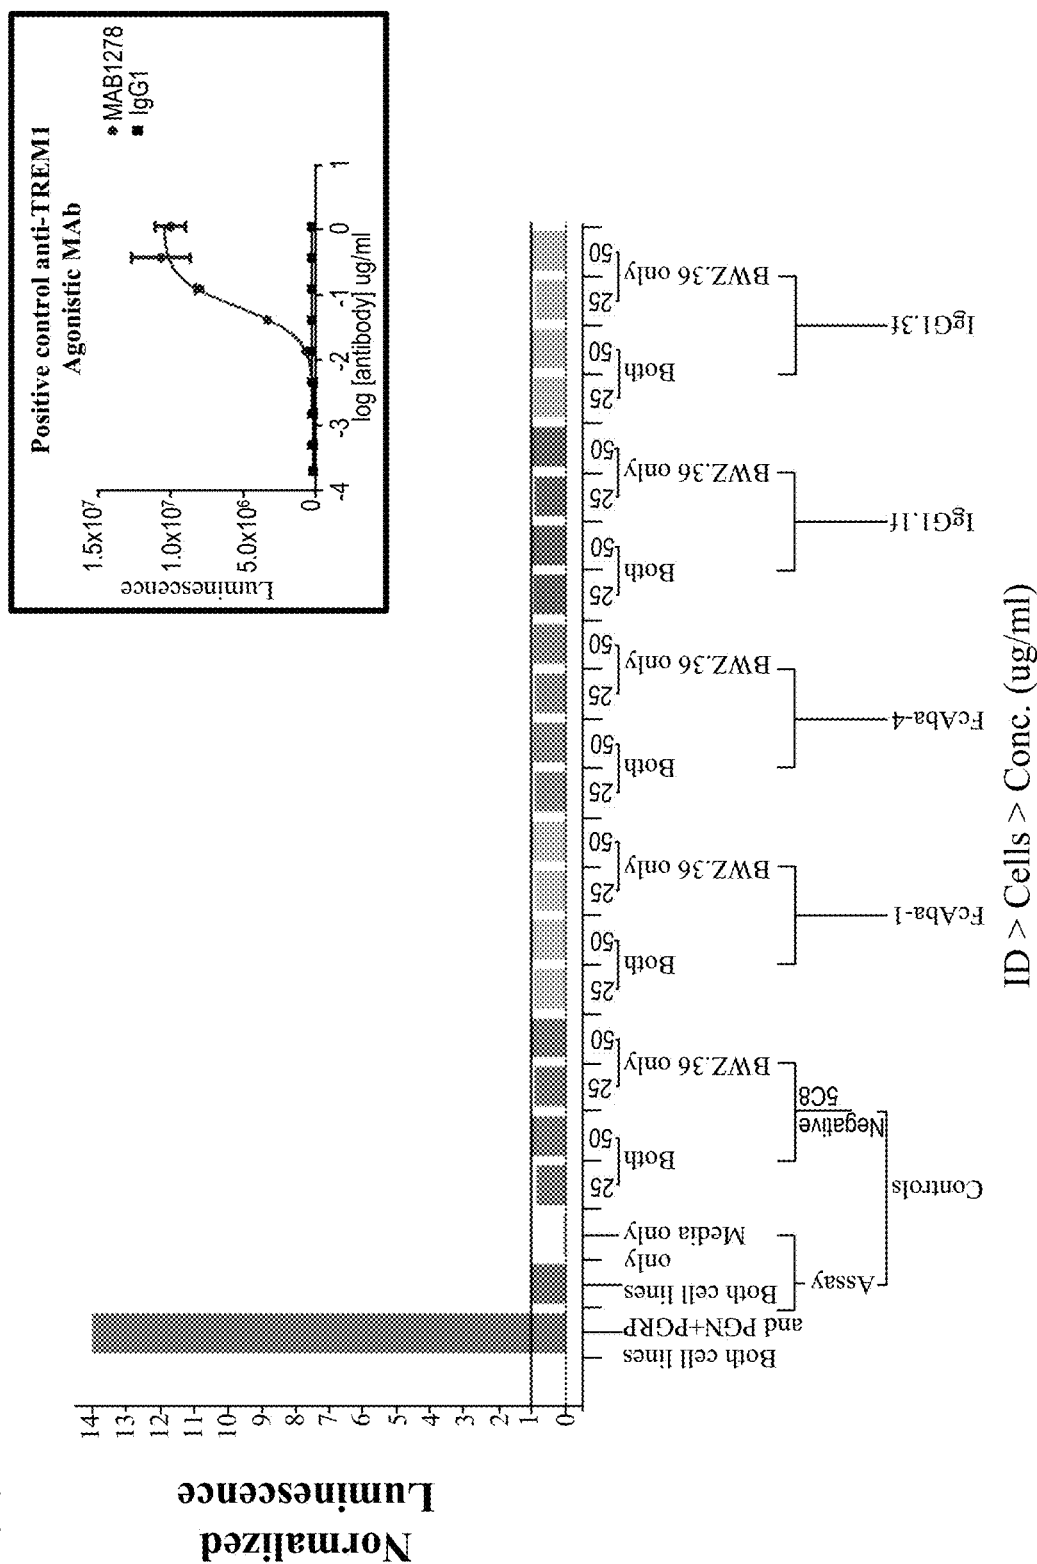 Positive control anti-TREM1
Agonistic MAb
MAB1278
IgG1
Luminescence
1.5x10⁷
1.0x10⁷
5.0x10⁶
0
-4
-3
-2
-1
0
1
log [antibody] ug/ml
Normalized
Luminescence
14
13
12
11
10
9
8
7
6
5
4
3
2
1
0
Both cell lines
and PGN+PGRP
Both cell lines
only
Media only
Assay
25
50
Both
25
50
BWZ.36 only
Negative
5C8
Controls
25
50
Both
25
50
BWZ.36 only
FcAba-1
25
50
Both
25
50
BWZ.36 only
FcAba-4
25
50
Both
25
50
BWZ.36 only
IgG1.1f
25
50
Both
25
50
BWZ.36 only
IgG1.3f
ID > Cells > Conc. (ug/ml)